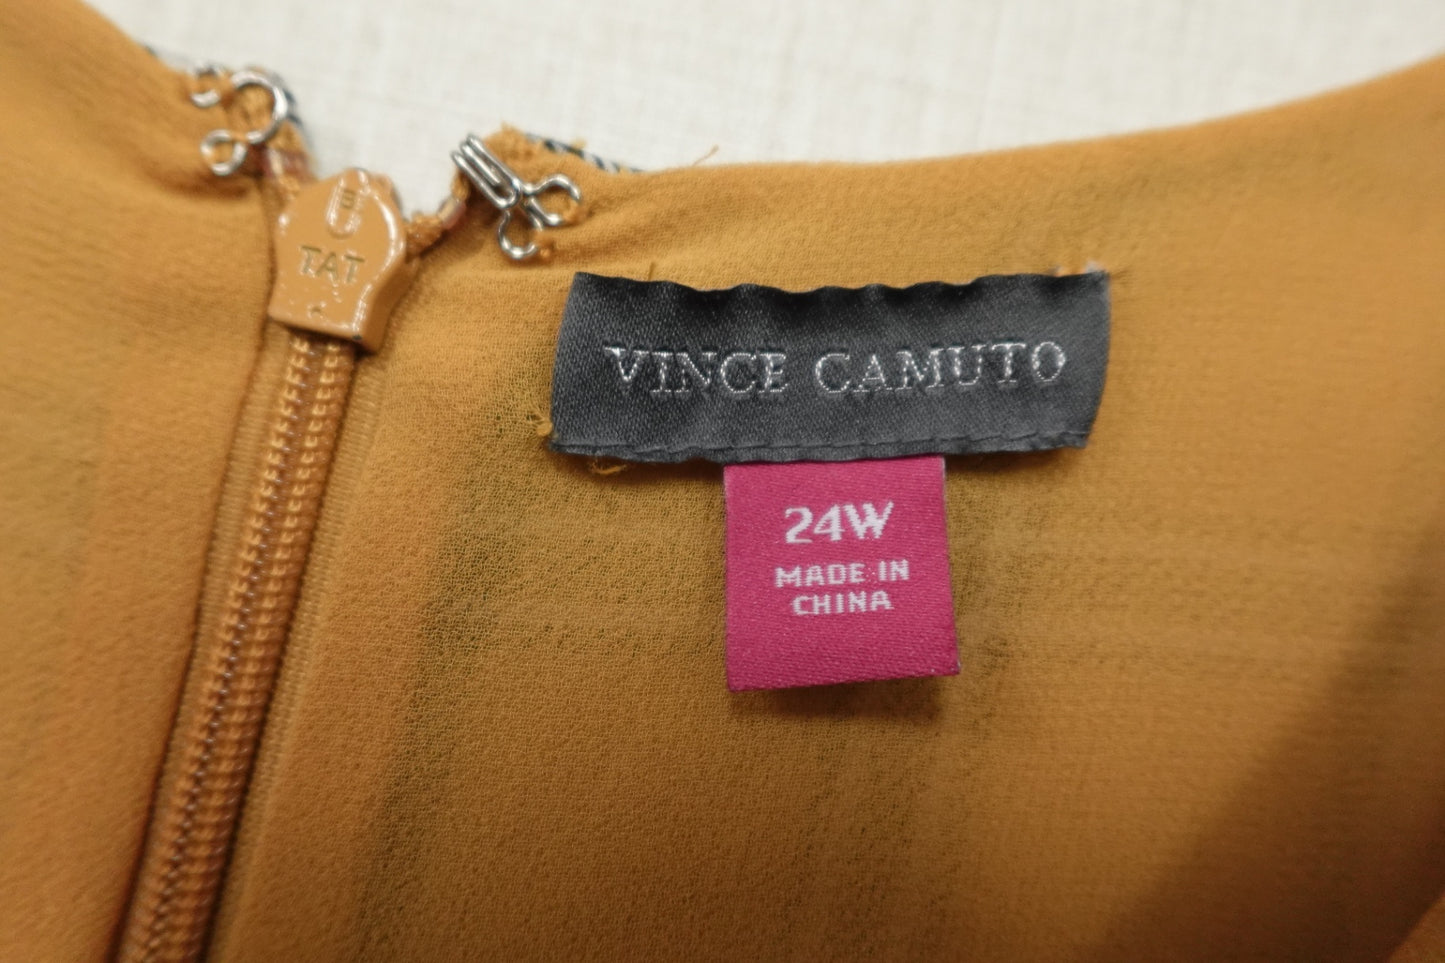 TAT
VINCE CAMUTO
24W
MADE IN
CHINA